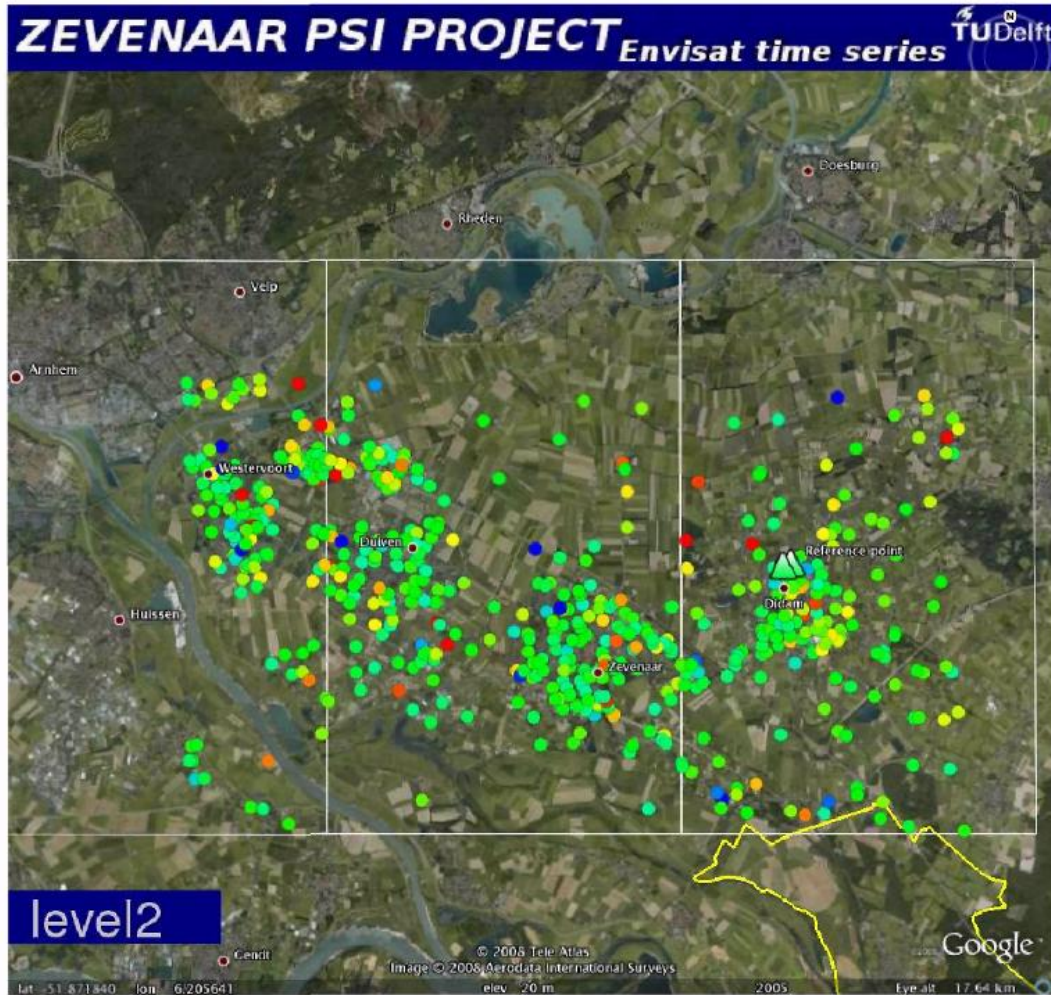 ZEVENAAR PSI PROJECT Envisat time series
TUDelft
N
Doesburg
Rheden
Velp
Arnhem
Westervoort
Duiven
Reference point
Didam
Huissen
Zevenaar
level2
Gendt
© 2008 Tele Atlas
Image © 2008 Aerodata International Surveys
Google
lat 51.871840 lon 6.205641 elev 20 m 2005 Eye alt 17.64 km